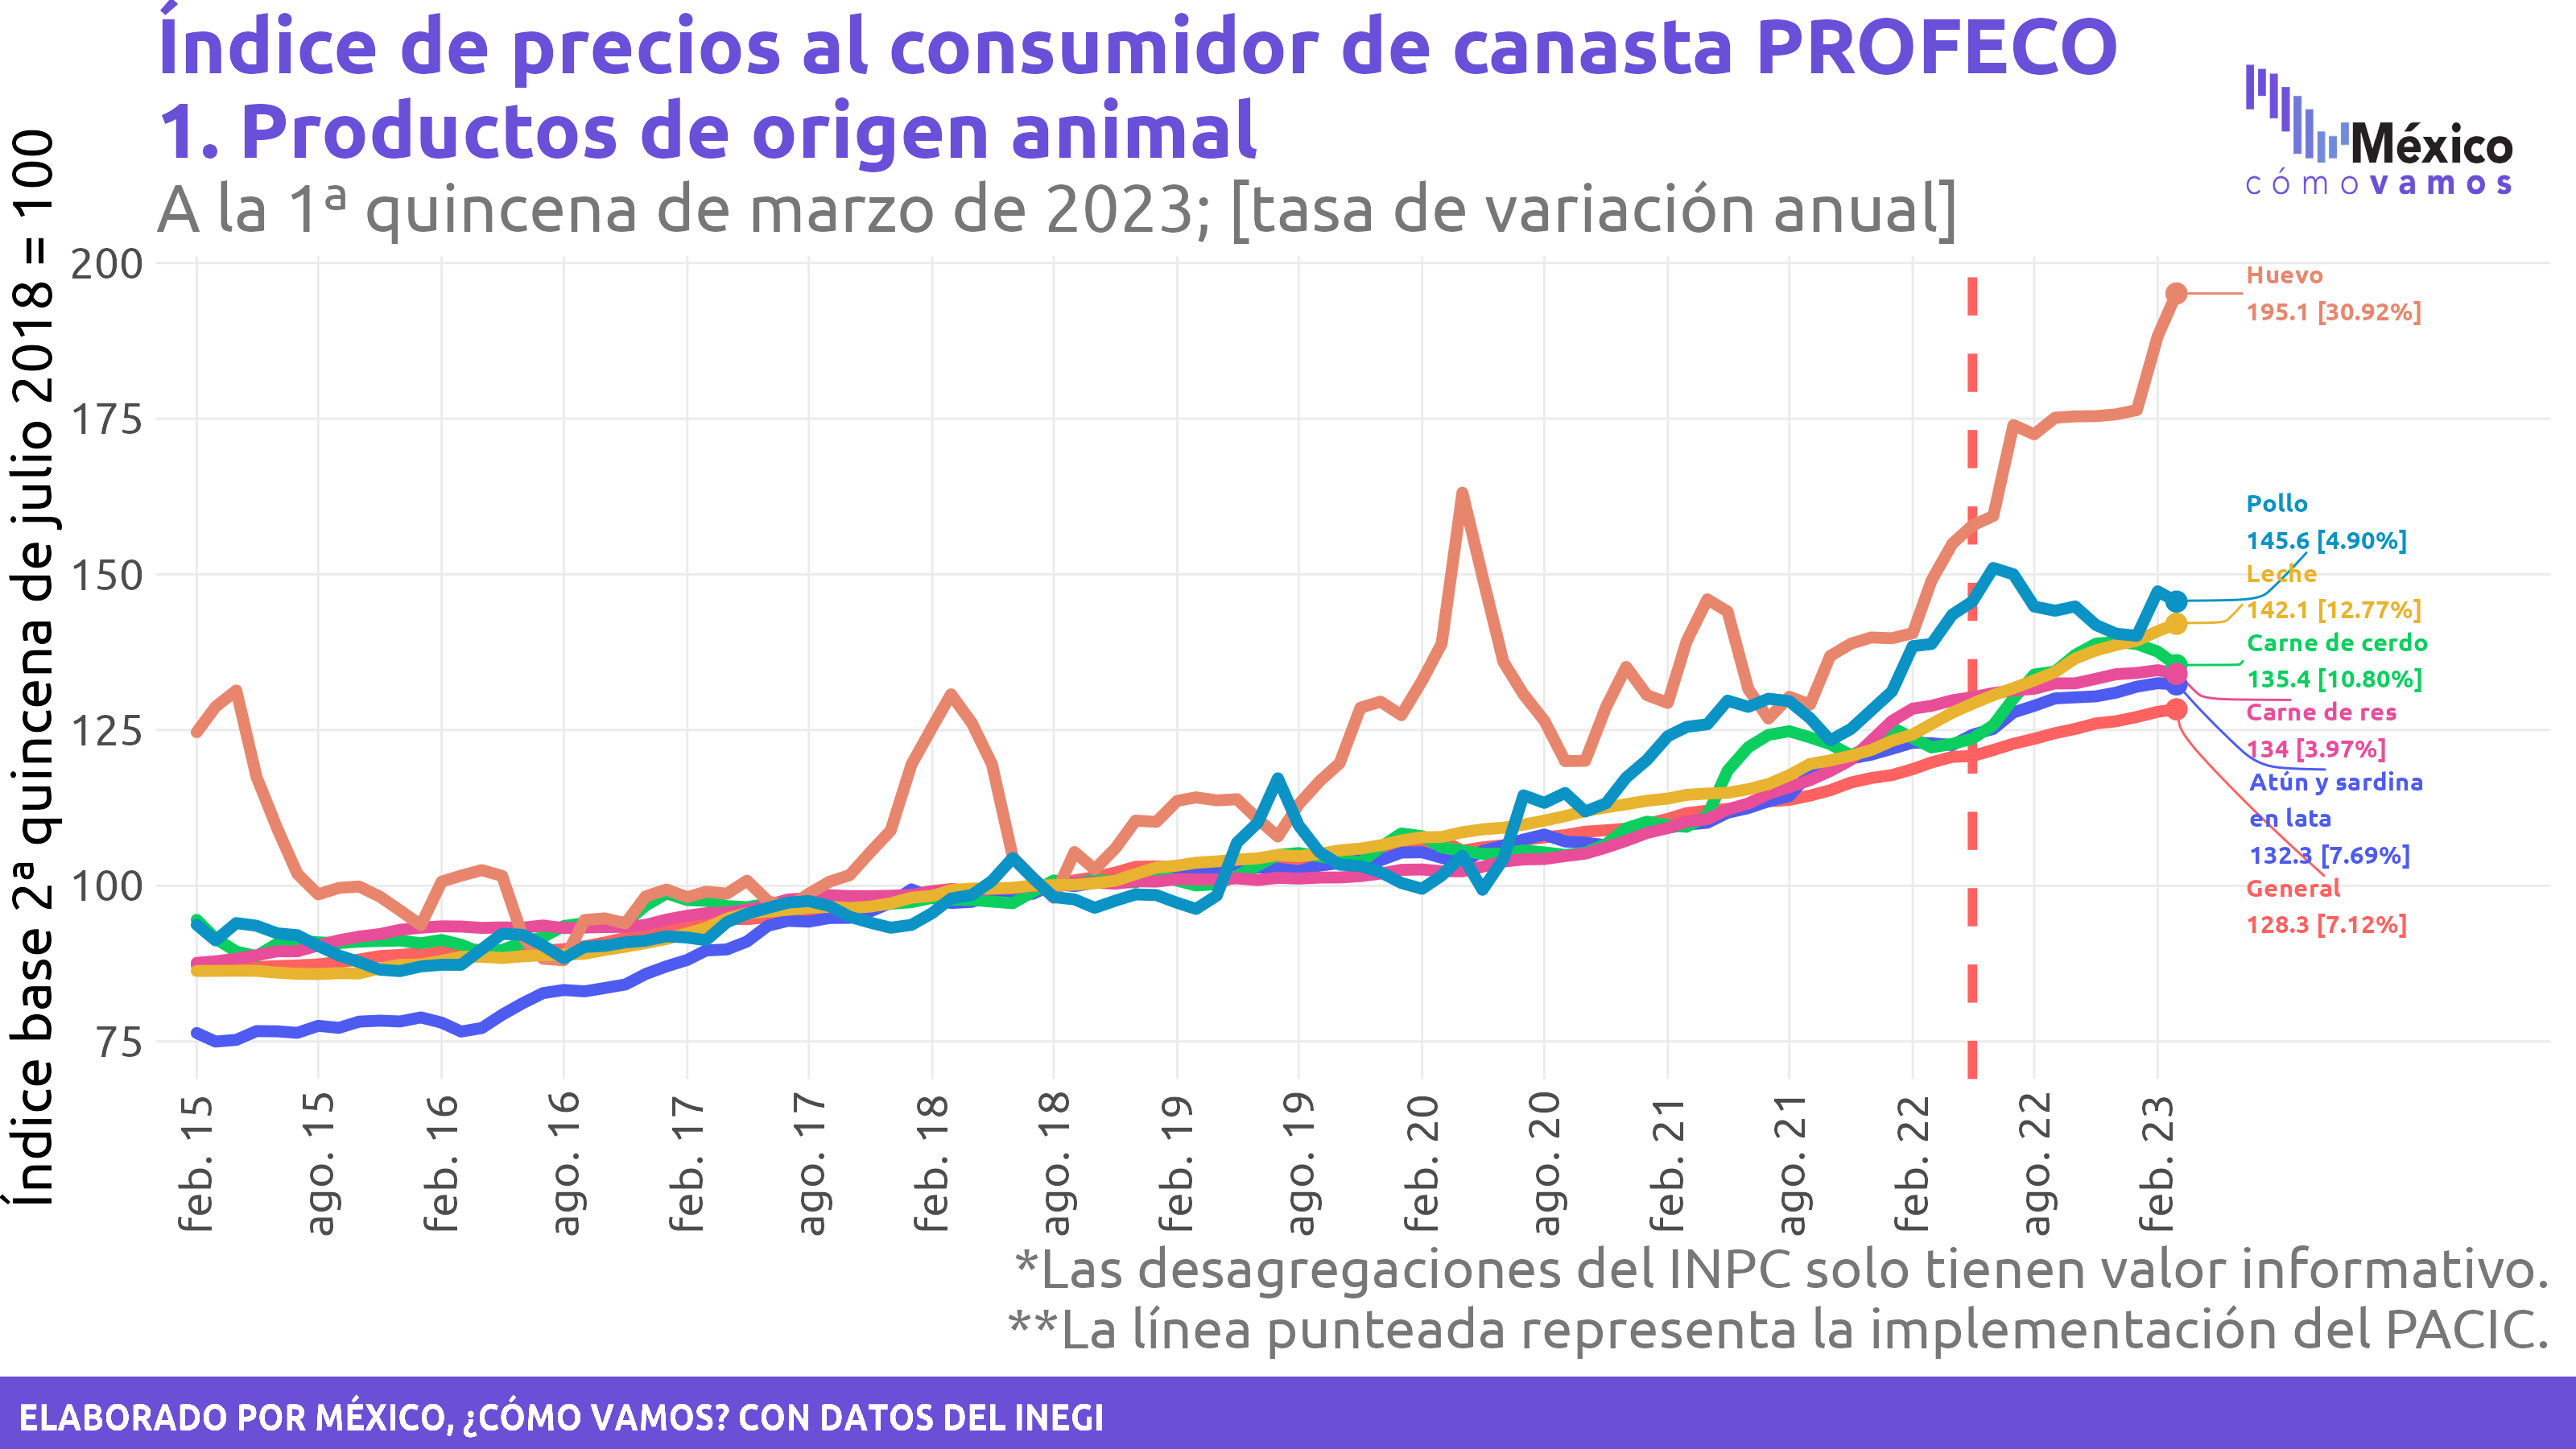 Índice de precios al consumidor de canasta PROFECO
1. Productos de origen animal
A la 1ª quincena de marzo de 2023; [tasa de variación anual]
México
cómo vamos
Índice base 2ª quincena de julio 2018 = 100
200
175
150
125
100
75
Huevo
195.1 [30.92%]
Pollo
145.6 [4.90%]
Leche
142.1 [12.77%]
Carne de cerdo
135.4 [10.80%]
Carne de res
134 [3.97%]
Atún y sardina
en lata
132.3 [7.69%]
General
128.3 [7.12%]
feb. 15
ago. 15
feb. 16
ago. 16
feb. 17
ago. 17
feb. 18
ago. 18
feb. 19
ago. 19
feb. 20
ago. 20
feb. 21
ago. 21
feb. 22
ago. 22
feb. 23
*Las desagregaciones del INPC solo tienen valor informativo.
**La línea punteada representa la implementación del PACIC.
ELABORADO POR MÉXICO, ¿CÓMO VAMOS? CON DATOS DEL INEGI